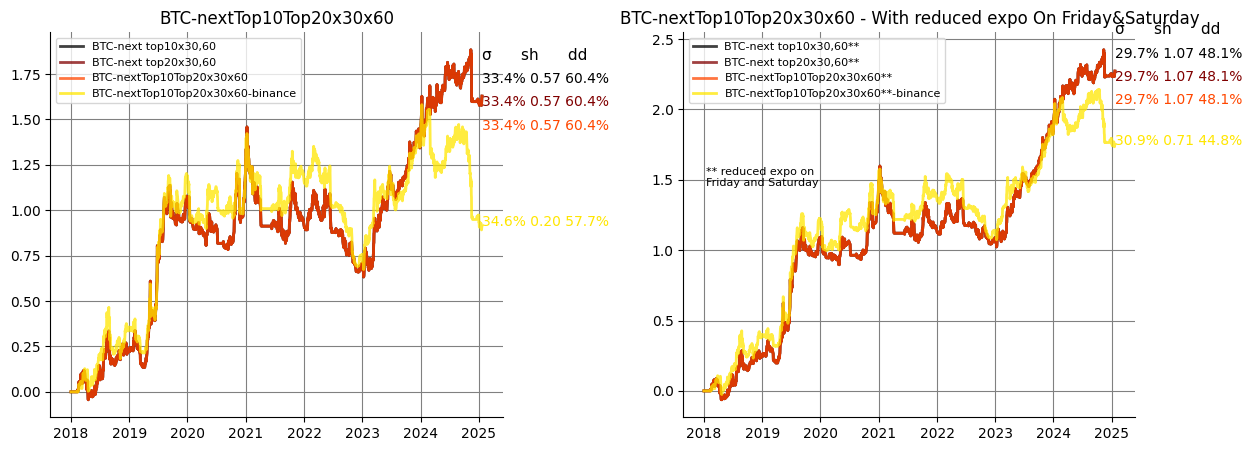 BTC-nextTop10Top20x30x60
BTC-next top10x30,60
BTC-next top20x30,60
BTC-nextTop10Top20x30x60
BTC-nextTop10Top20x30x60-binance
σ sh dd
33.4% 0.57 60.4%
33.4% 0.57 60.4%
33.4% 0.57 60.4%
34.6% 0.20 57.7%
1.75
1.50
1.25
1.00
0.75
0.50
0.25
0.00
2018 2019 2020 2021 2022 2023 2024 2025
BTC-nextTop10Top20x30x60 - With reduced expo On Friday&Saturday
BTC-next top10x30,60**
BTC-next top20x30,60**
BTC-nextTop10Top20x30x60**
BTC-nextTop10Top20x30x60**-binance
σ sh dd
29.7% 1.07 48.1%
29.7% 1.07 48.1%
29.7% 1.07 48.1%
30.9% 0.71 44.8%
** reduced expo on
Friday and Saturday
2.5
2.0
1.5
1.0
0.5
0.0
2018 2019 2020 2021 2022 2023 2024 2025